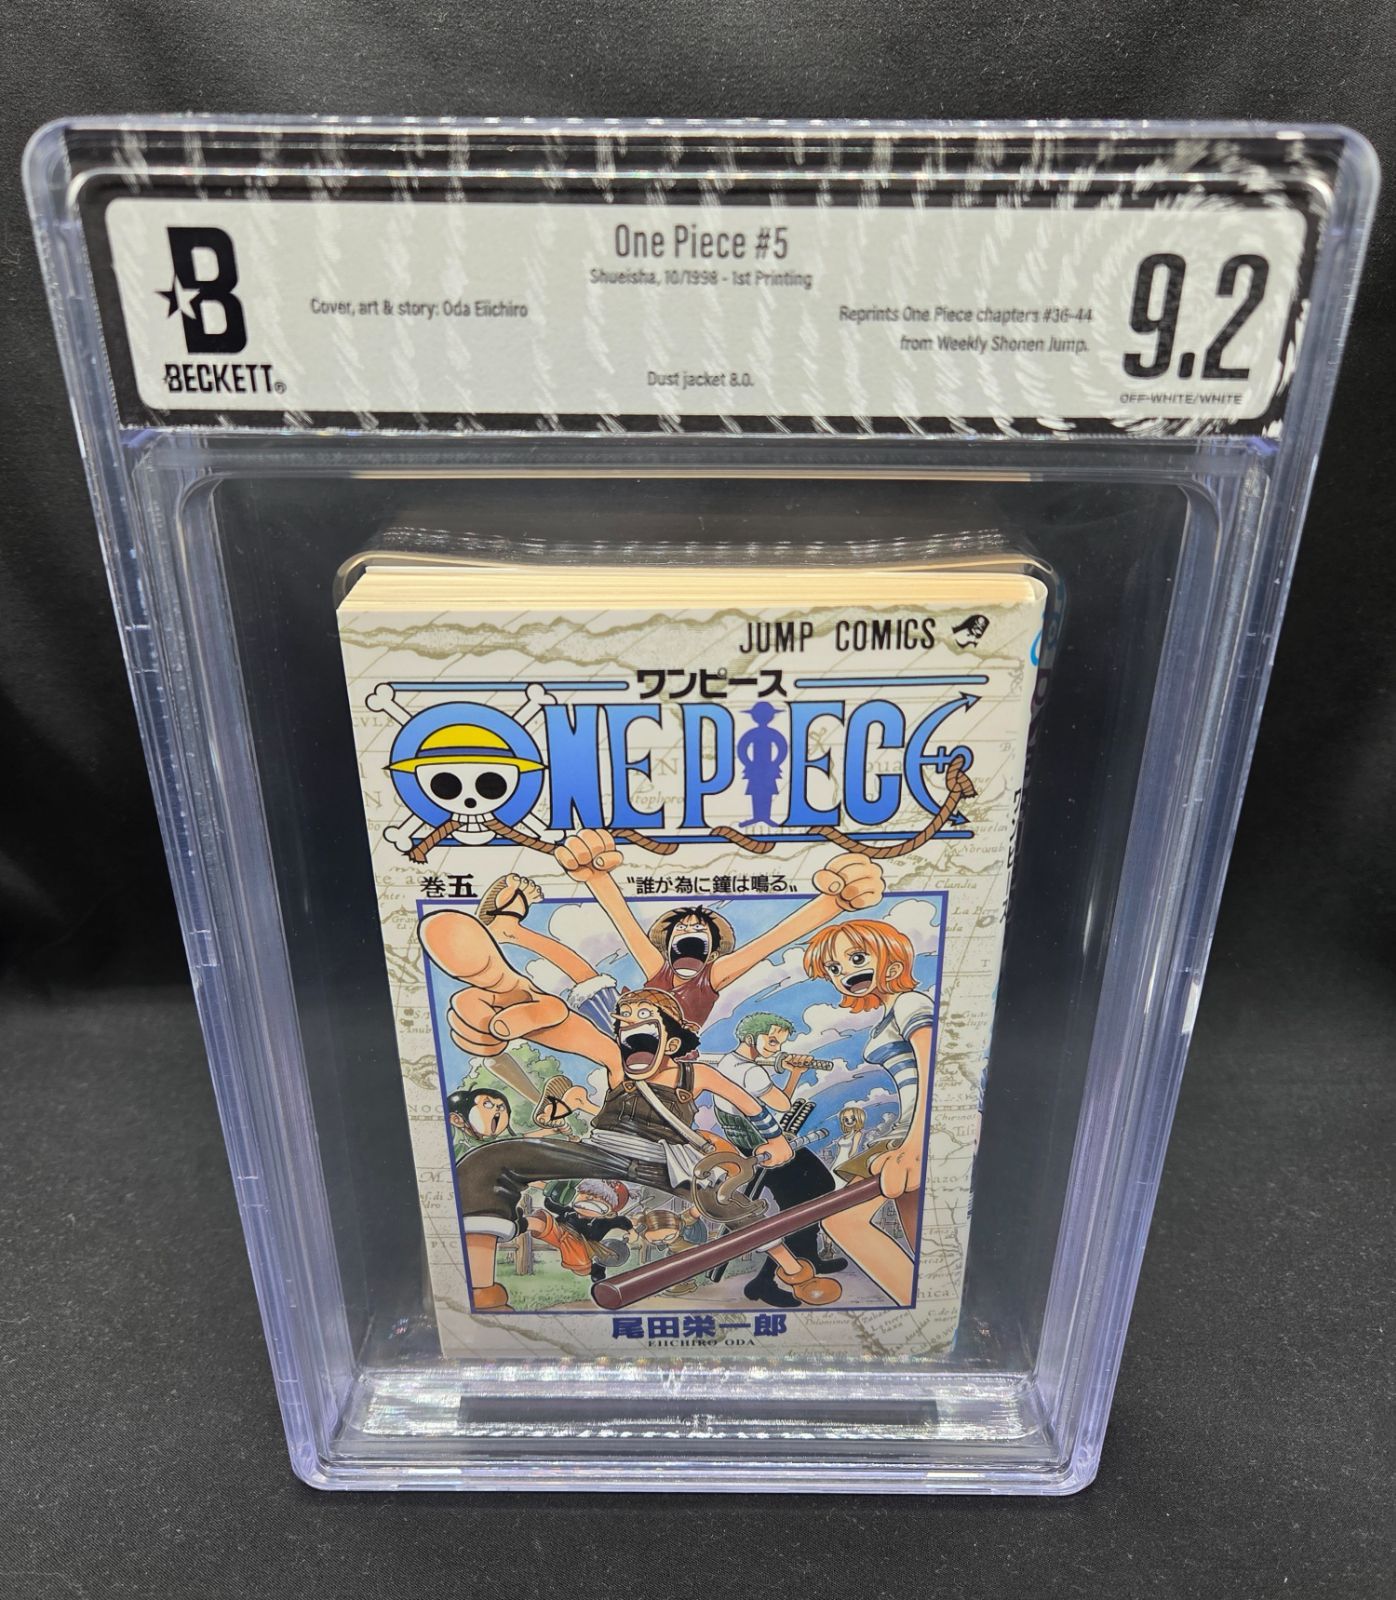 One Piece #5
Shueisha, 10/1998 - 1st Printing
Cover, art & story: Oda Eiichiro
Reprints One Piece chapters #36-44
from Weekly Shonen Jump.
Dust jacket 8.0.
B
BECKETT®
9.2
OFF-WHITE/WHITE
JUMP COMICS
ワンピース
ONE PIECE
巻五
〝誰が為に鐘は鳴る〟
尾田栄一郎
EIICHIRO ODA